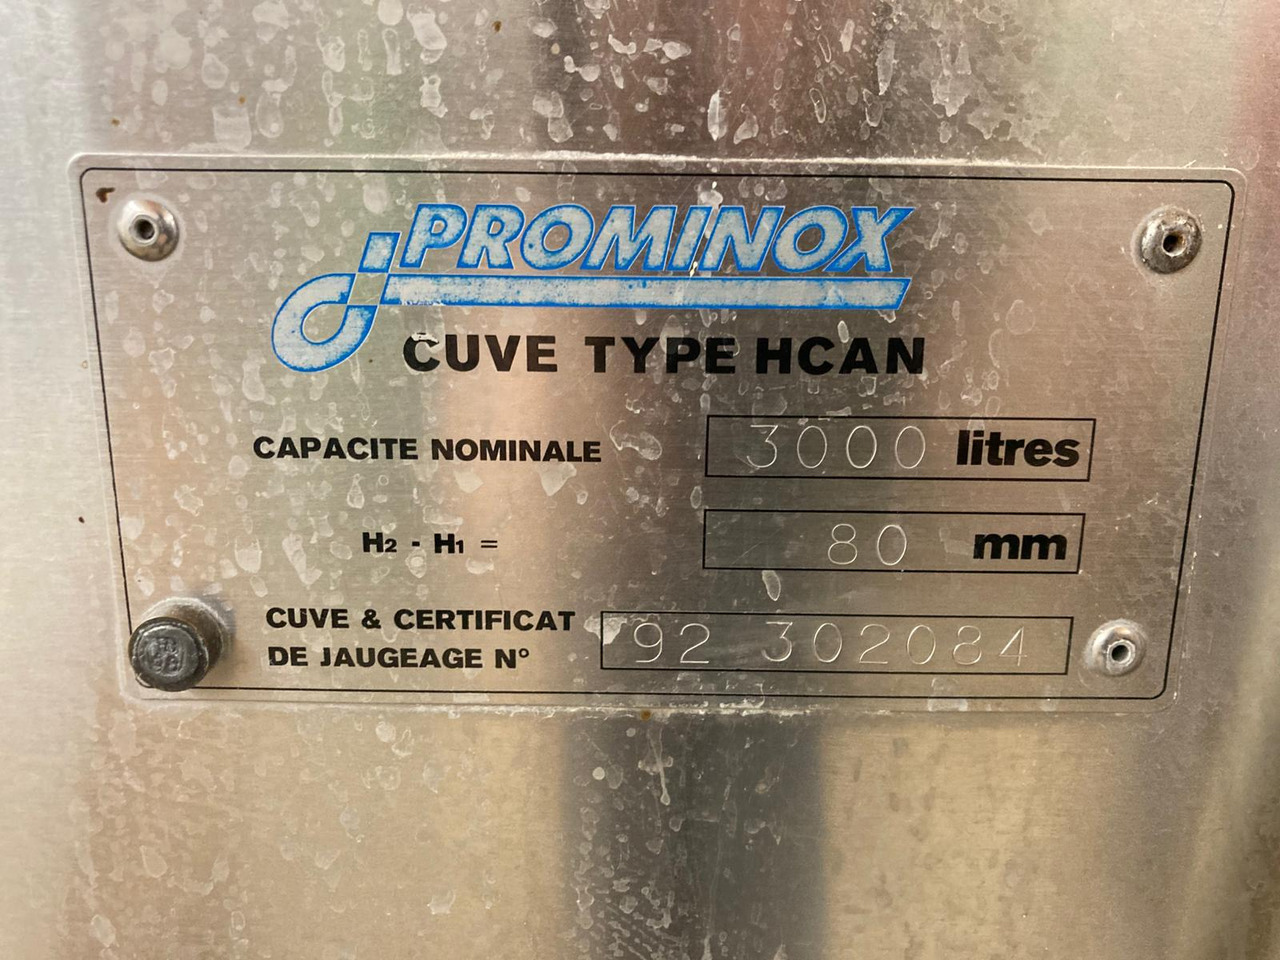 PROMINOX
CUVE TYPE HCAN
CAPACITE NOMINALE 3000 litres
H2 - H1 = 80 mm
CUVE & CERTIFICAT
DE JAUGEAGE N° 92 302084